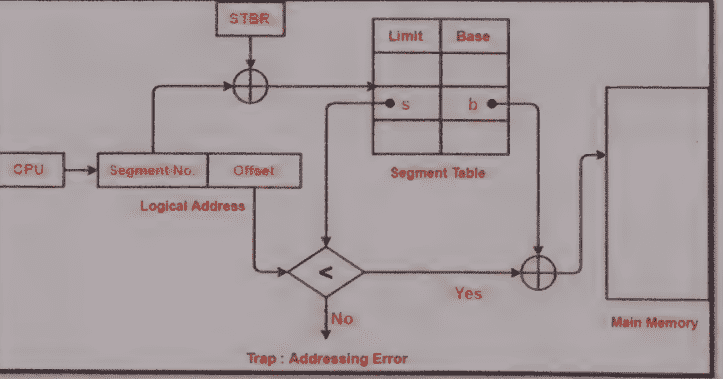 STBR
Limit Base
s b
CPU Segment No. Offset
Segment Table
Logical Address
<
Yes
No
Main Memory
Trap : Addressing Error